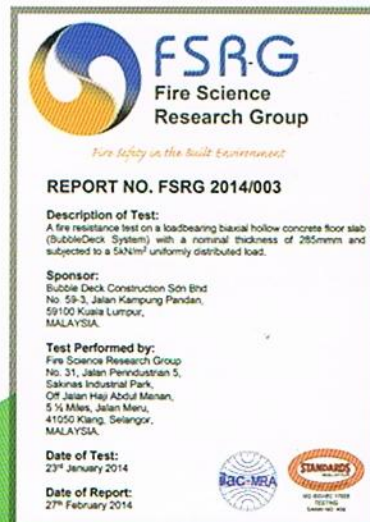 FSRG
Fire Science
Research Group
Fire Safety in the Built Environment
REPORT NO. FSRG 2014/003
Description of Test:
A fire resistance test on a loadbearing biaxial hollow concrete floor slab
(BubbleDeck System) with a nominal thickness of 285mmm and
subjected to a 5kN/m² uniformly distributed load.
Sponsor:
Bubble Deck Construction Sdn Bhd
No. 59-3, Jalan Kampung Pandan,
59100 Kuala Lumpur,
MALAYSIA.
Test Performed by:
Fire Science Research Group
No. 31, Jalan Perindustrian 5,
Sakinas Industrial Park,
Off Jalan Haji Abdul Manan,
5 ½ Miles, Jalan Meru,
41050 Klang, Selangor,
MALAYSIA.
Date of Test:
23rd January 2014
Date of Report:
27th February 2014
ilac-MRA
STANDARDS
TESTING